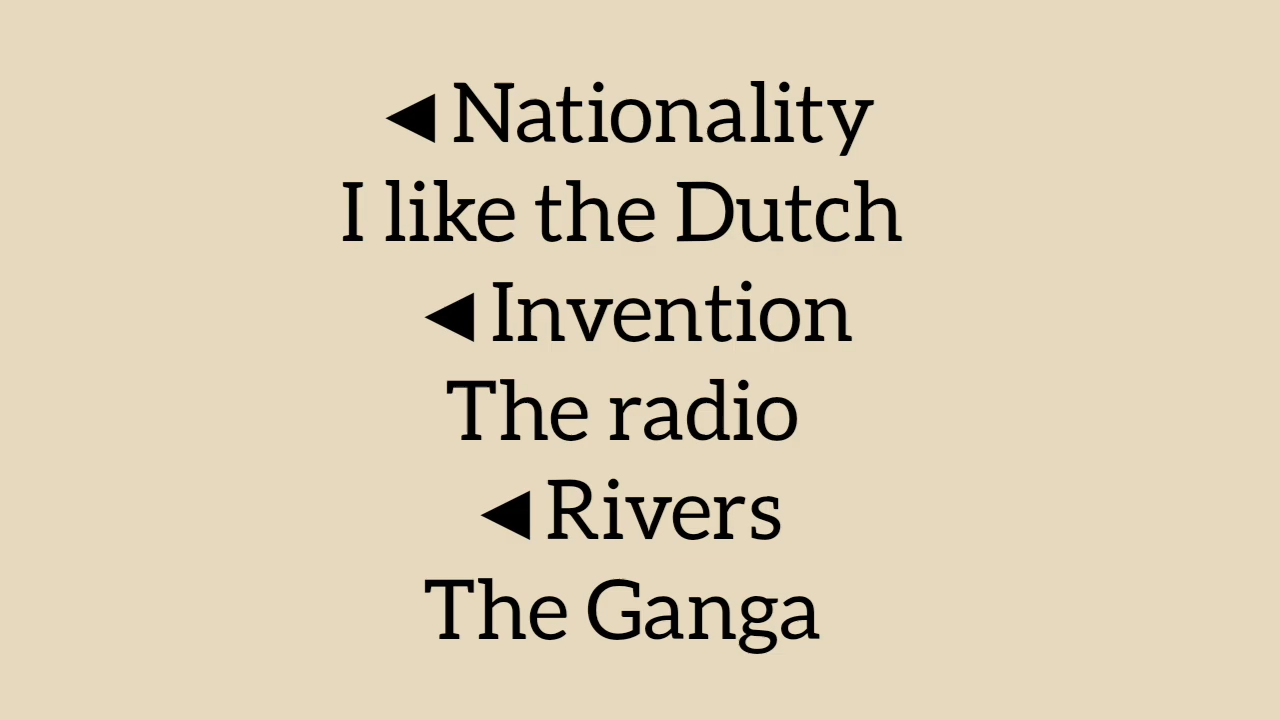 ◀Nationality
I like the Dutch
◀Invention
The radio
◀Rivers
The Ganga